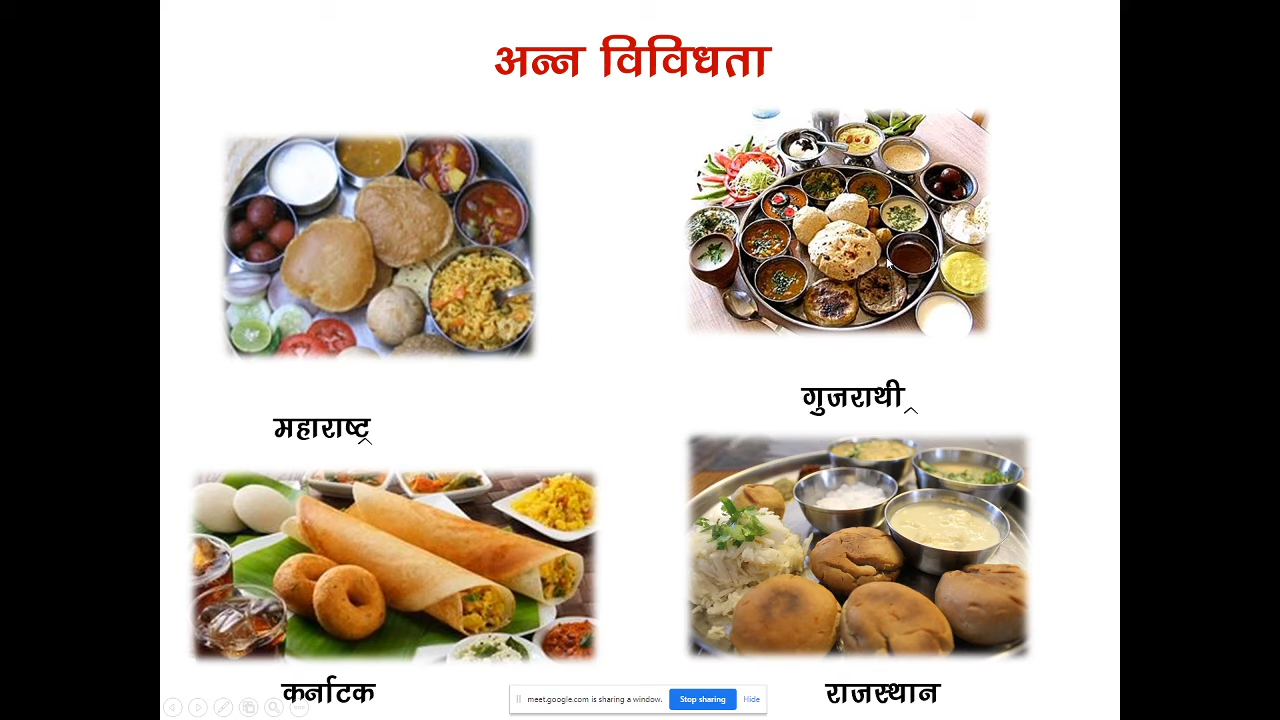 अन्न विविधता
महाराष्ट्र
गुजराथी
कर्नाटक
राजस्थान
meet.google.com is sharing a window.
Stop sharing
Hide